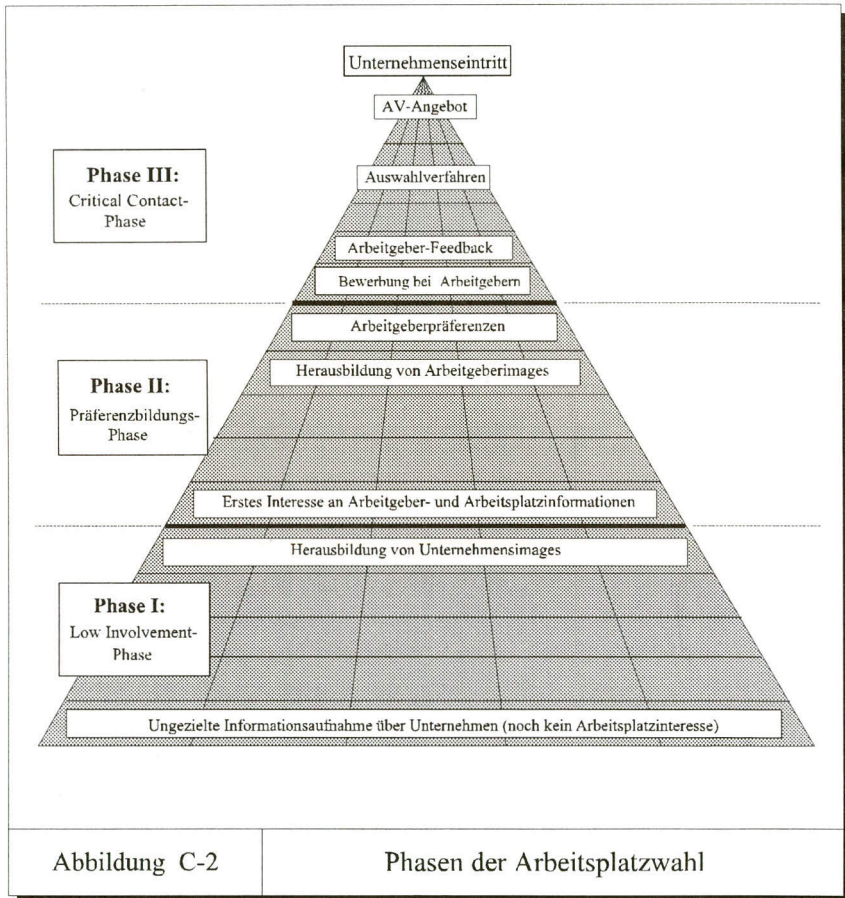 Unternehmenseintritt
AV-Angebot
Phase III:
Critical Contact-
Phase
Auswahlverfahren
Arbeitgeber-Feedback
Bewerbung bei Arbeitgebern
Arbeitgeberpräferenzen
Phase II:
Präferenzbildungs-
Phase
Herausbildung von Arbeitgeberimages
Erstes Interesse an Arbeitgeber- und Arbeitsplatzinformationen
Herausbildung von Unternehmensimages
Phase I:
Low Involvement-
Phase
Ungezielte Informationsaufnahme über Unternehmen (noch kein Arbeitsplatzinteresse)
Abbildung C-2
Phasen der Arbeitsplatzwahl